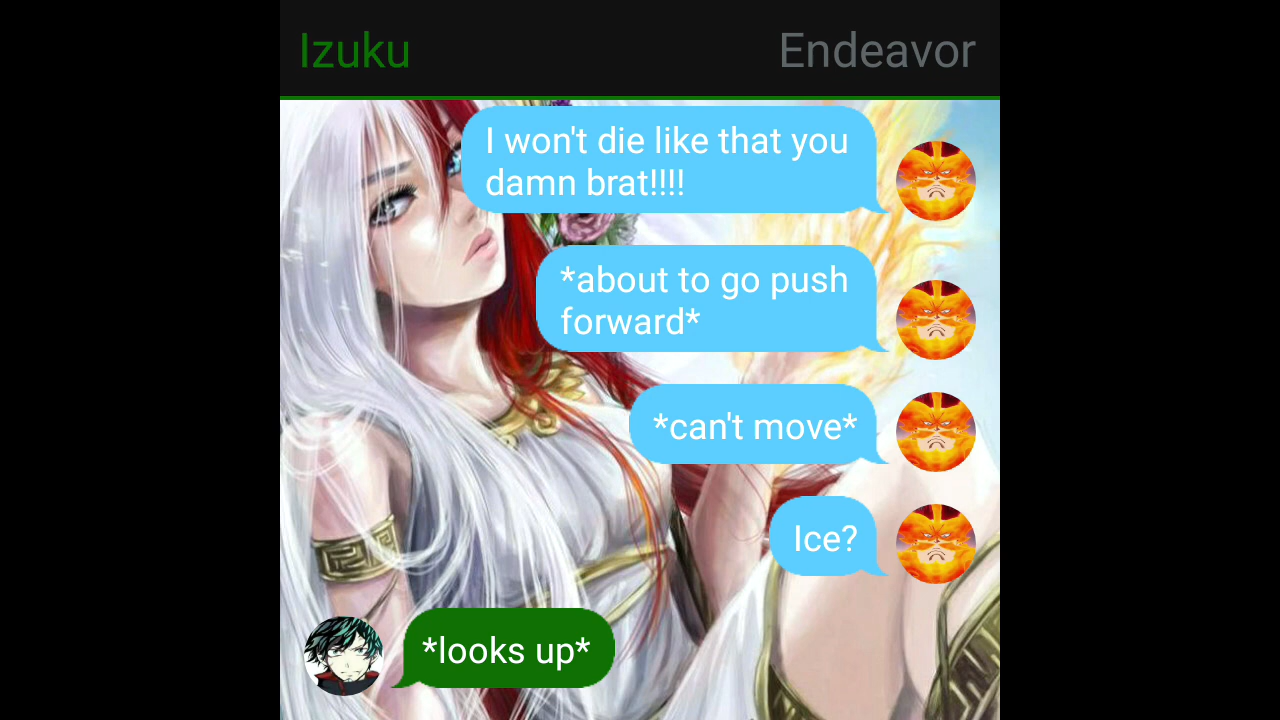 Izuku
Endeavor
I won't die like that you
damn brat!!!!
*about to go push
forward*
*can't move*
Ice?
*looks up*